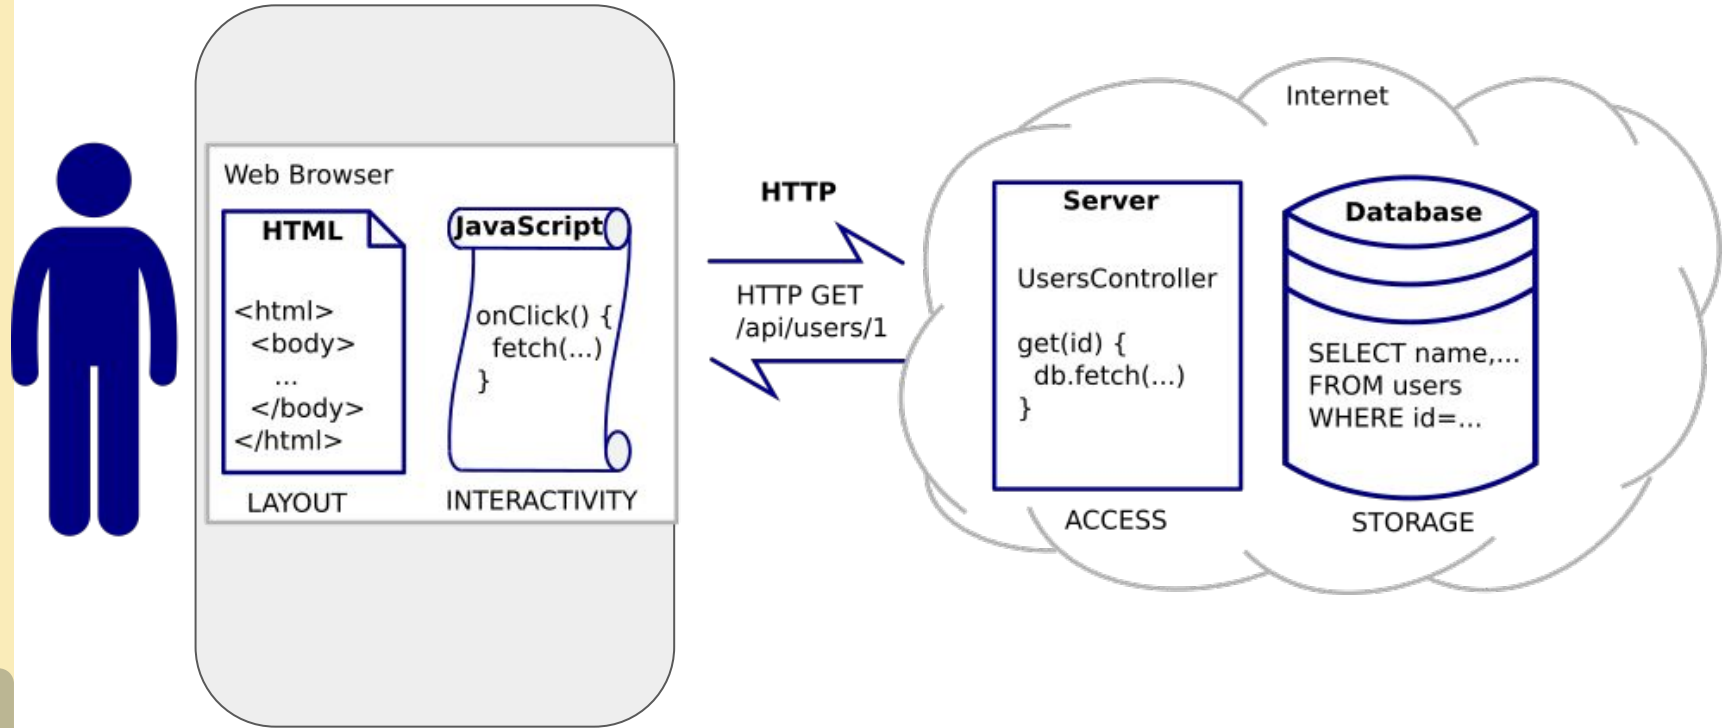 Web Browser
HTML
<html>
<body>
...
</body>
</html>
LAYOUT
JavaScript
onClick() {
fetch(...)
}
INTERACTIVITY
HTTP
HTTP GET
/api/users/1
Internet
Server
UsersController
get(id) {
db.fetch(...)
}
ACCESS
Database
SELECT name,...
FROM users
WHERE id=...
STORAGE